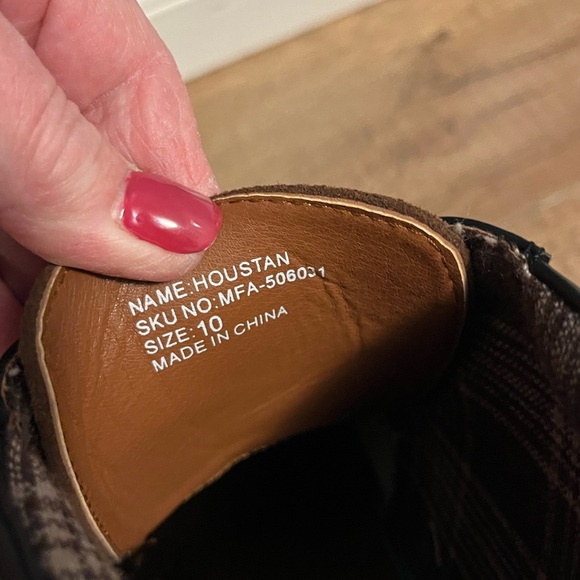 NAME:HOUSTAN
SKU NO:MFA-506031
SIZE:10
MADE IN CHINA